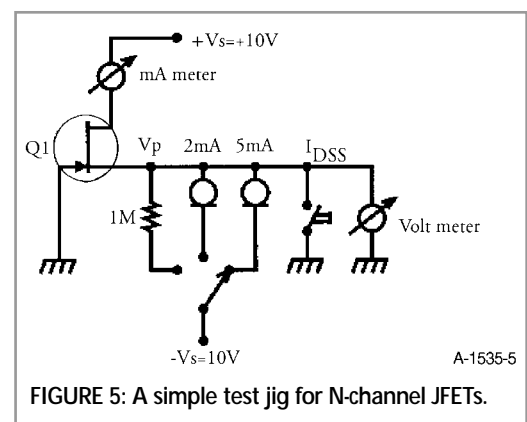 +Vs=+10V
mA meter
Q1 Vp 2mA 5mA IDSS
1M Volt meter
-Vs=10V
A-1535-5
FIGURE 5: A simple test jig for N-channel JFETs.